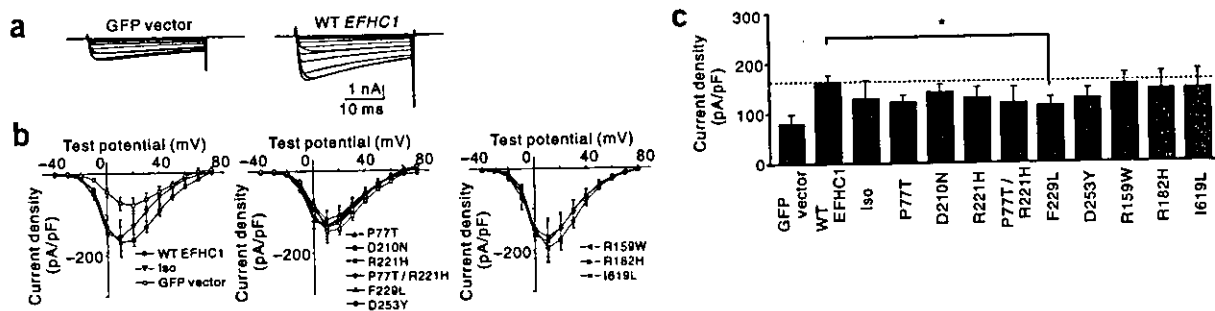 a
GFP vector
WT EFHC1
1 nA
10 ms
b
Test potential (mV)
−40 0 40 80
Current density (pA/pF)
−200
WT EFHC1
Iso
GFP vector
Test potential (mV)
−40 0 40 80
Current density (pA/pF)
−200
P77T
D210N
R221H
P77T/R221H
F229L
D253Y
Test potential (mV)
−40 0 40 80
Current density (pA/pF)
−200
R159W
R182H
I619L
c
*
Current density (pA/pF)
300
200
100
0
GFP vector
WT EFHC1
Iso
P77T
D210N
R221H
P77T/R221H
F229L
D253Y
R159W
R182H
I619L